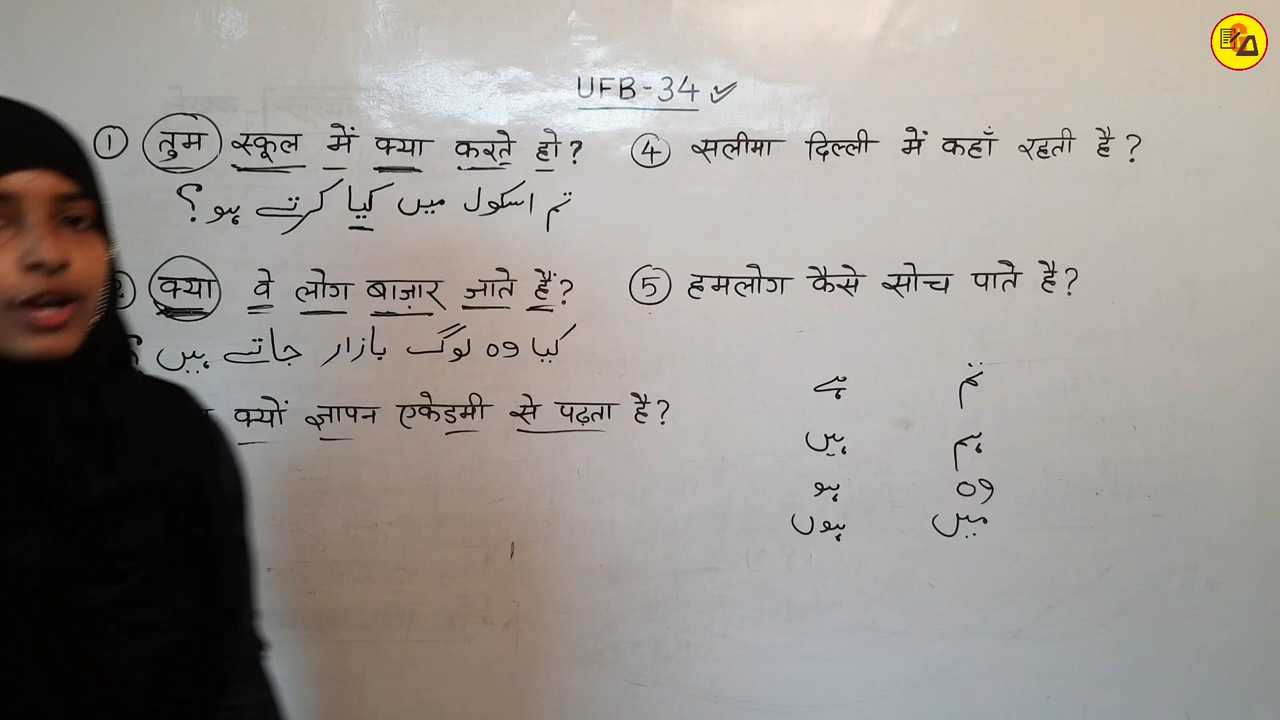 UFB-34
① तुम स्कूल में क्या करते हो?
تم اسکول میں کیا کرتے ہو؟
क्या वे लोग बाज़ार जाते हैं?
کیا وہ لوگ بازار جاتے ہیں
क्यों ज्ञापन एकेडमी से पढ़ता है?
④ सलीमा दिल्ली में कहाँ रहती है?
⑤ हमलोग कैसे सोच पाते है?
تم ہے
ہم ہیں
وہ ہو
میں ہوں